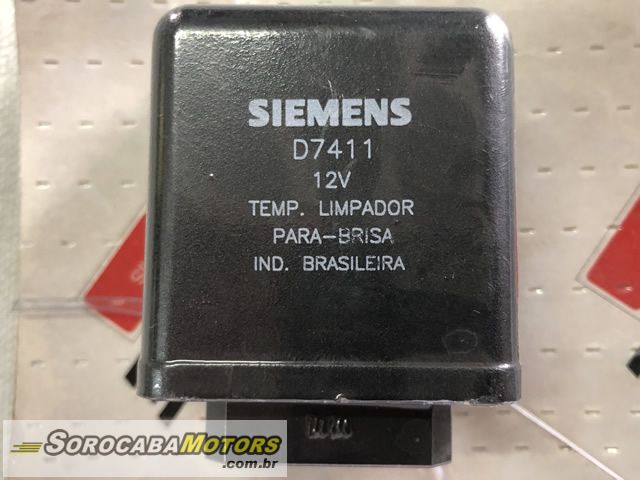 SIEMENS
D7411
12V
TEMP. LIMPADOR
PARA-BRISA
IND. BRASILEIRA
SOROCABAMOTORS
.com.br